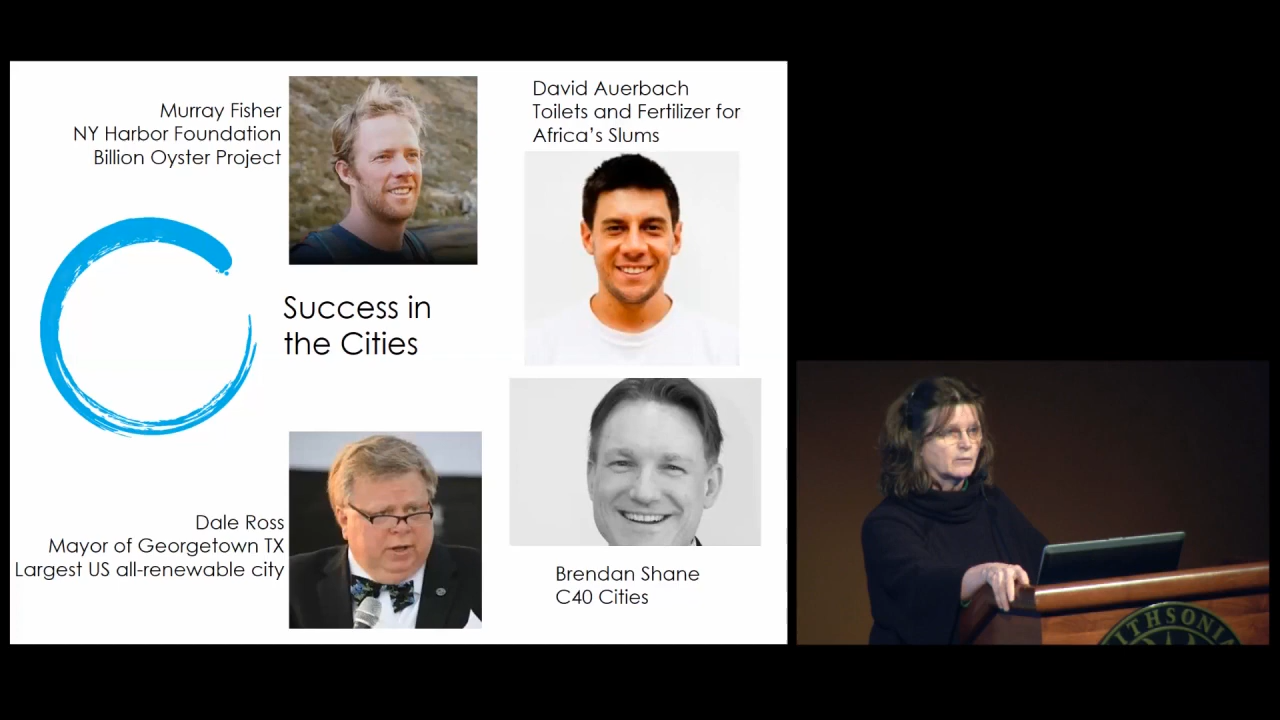 Murray Fisher
NY Harbor Foundation
Billion Oyster Project
David Auerbach
Toilets and Fertilizer for
Africa's Slums
Success in
the Cities
Dale Ross
Mayor of Georgetown TX
Largest US all-renewable city
Brendan Shane
C40 Cities
ITHSONI